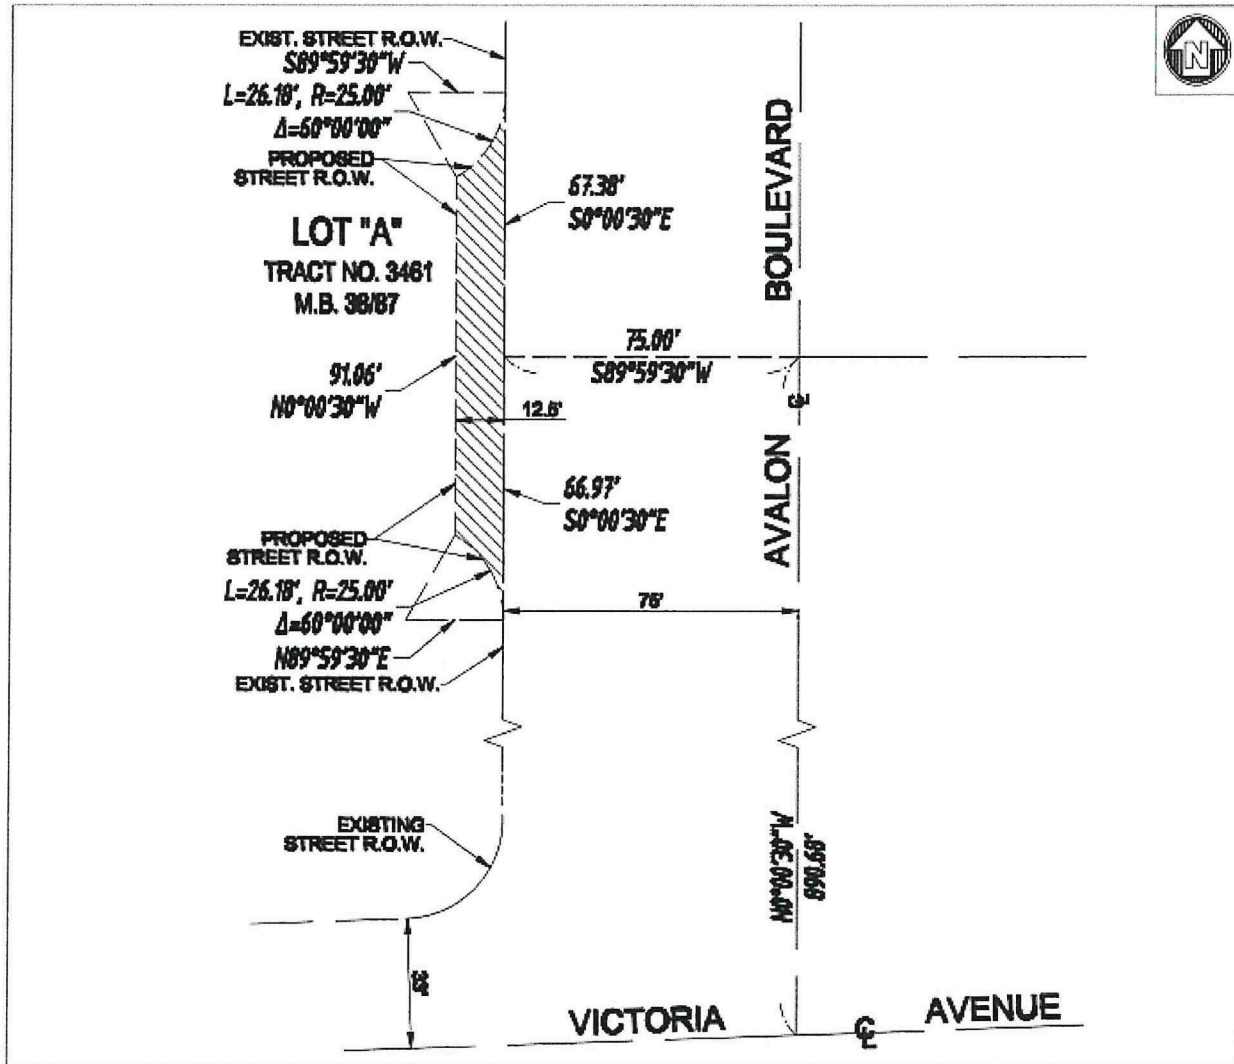 N
EXIST. STREET R.O.W.
S89°59'30"W
L=26.18', R=25.00'
Δ=60°00'00"
PROPOSED
STREET R.O.W.
LOT "A"
TRACT NO. 3461
M.B. 38/87
67.38'
S0°00'30"E
BOULEVARD
75.00'
S89°59'30"W
91.06'
N0°00'30"W
12.5'
AVALON
66.97'
S0°00'30"E
PROPOSED
STREET R.O.W.
L=26.18', R=25.00'
Δ=60°00'00"
N89°59'30"E
EXIST. STREET R.O.W.
75'
EXISTING
STREET R.O.W.
N0°00'30"W
890.68'
VICTORIA
AVENUE